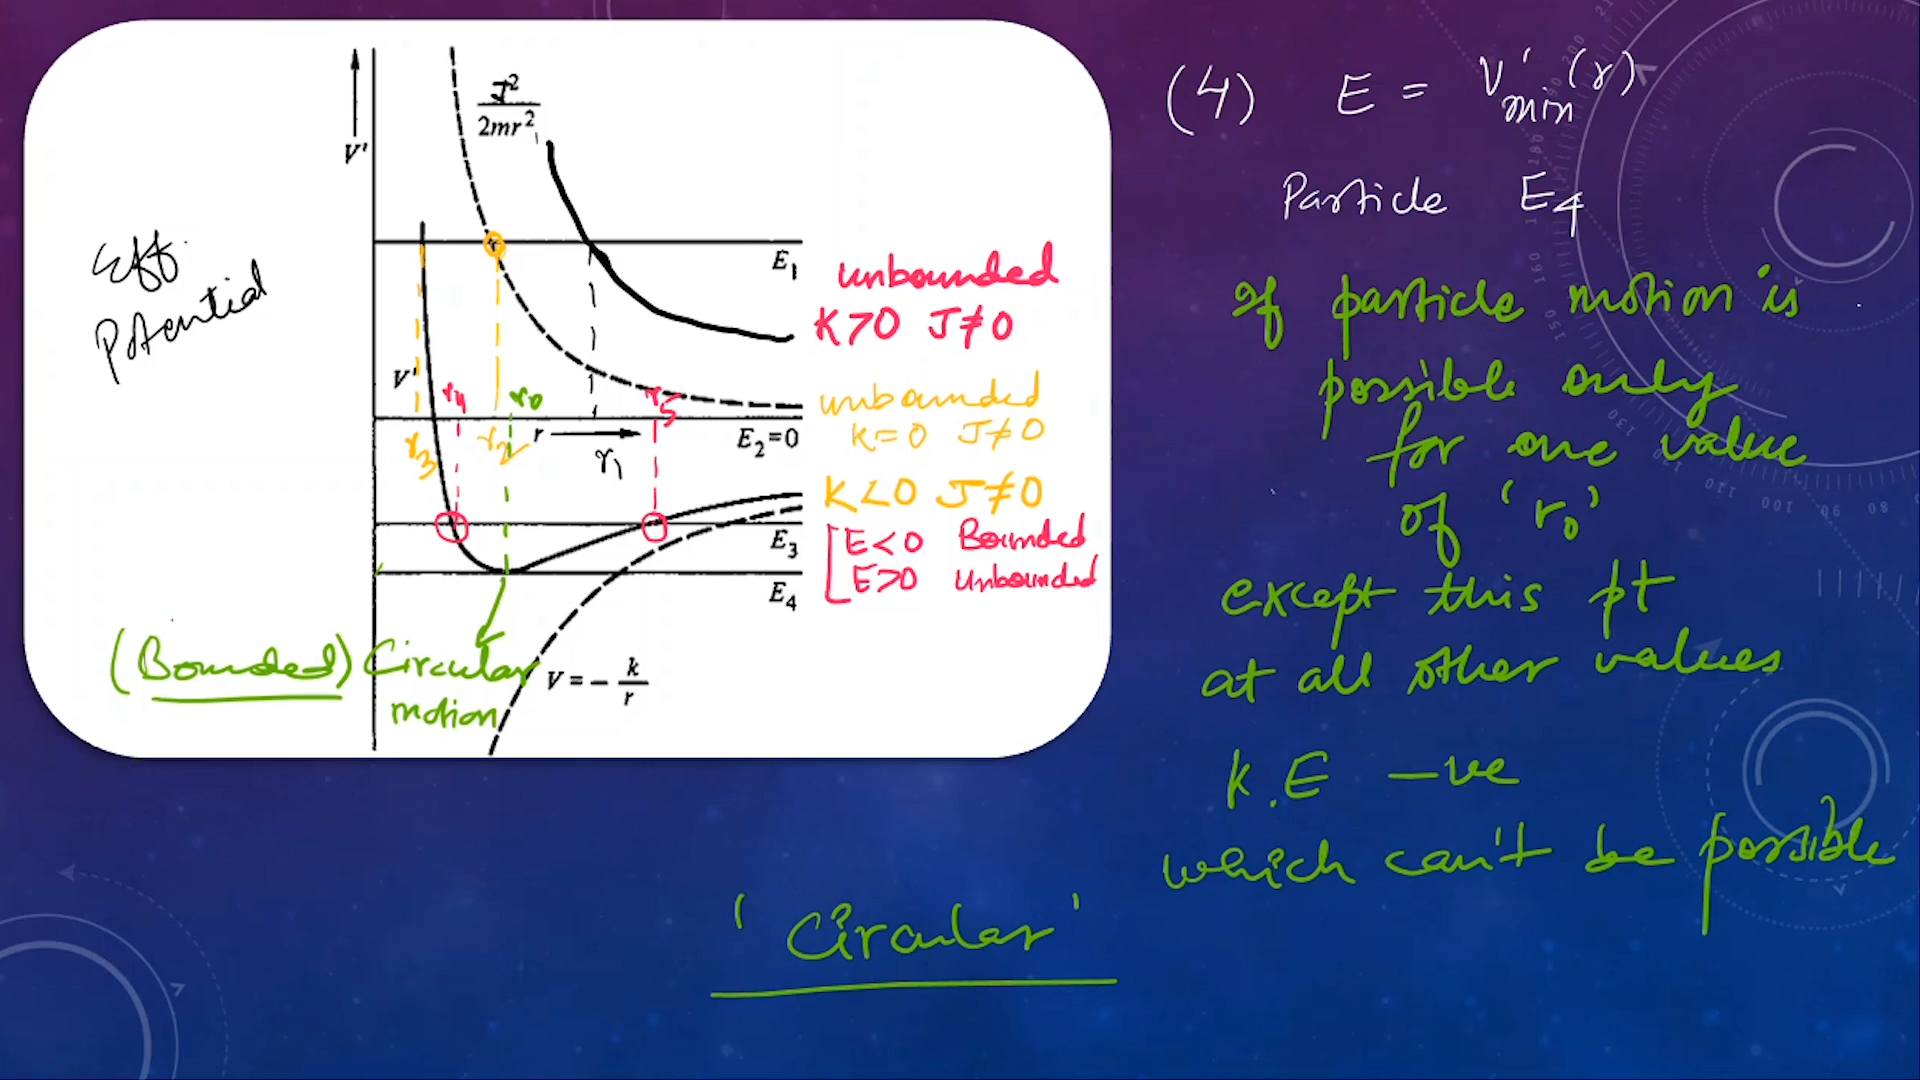 Eff.
Potential
V'
J²
2mr²
E₁
V'
r₄
r₀
r₅
r₃
r₂
r
r₁
E₂=0
E₃
E₄
V = - k/r
unbounded
K>0 J≠0
unbounded
K=0 J≠0
K<0 J≠0
E<0 Bounded
E>0 Unbounded
(Bounded) Circular
motion
(4) E = V'min(r)
Particle E₄
If particle motion is
possible only
for one value
of 'r₀'
except this pt
at all other values
K.E -ve
which can't be possible
'Circular'